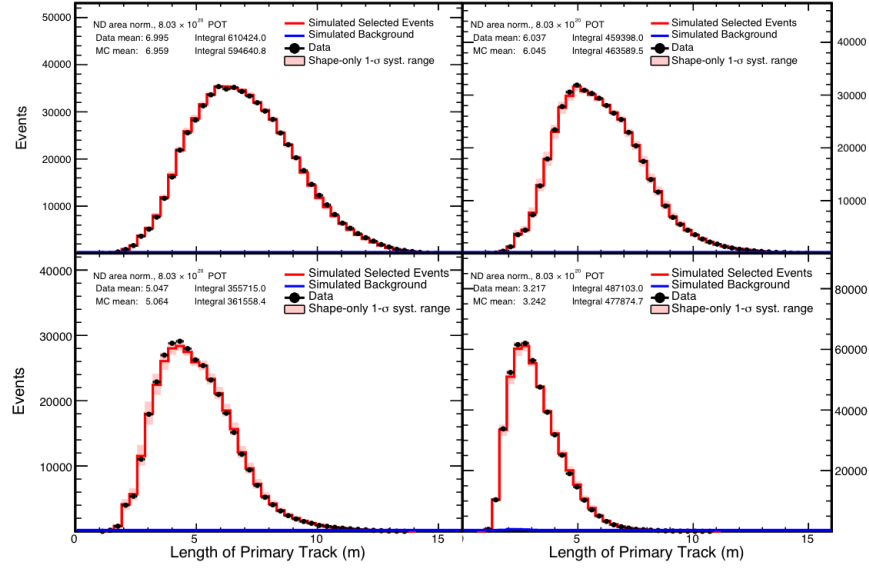 ND area norm., 8.03 × 10²⁰ POT
Data mean: 6.995 Integral 610424.0
MC mean: 6.959 Integral 594640.8
Simulated Selected Events
Simulated Background
Data
Shape-only 1-σ syst. range
50000
40000
30000
20000
10000
Events
ND area norm., 8.03 × 10²⁰ POT
Data mean: 6.037 Integral 459398.0
MC mean: 6.045 Integral 463589.5
Simulated Selected Events
Simulated Background
Data
Shape-only 1-σ syst. range
40000
30000
20000
10000
ND area norm., 8.03 × 10²⁰ POT
Data mean: 5.047 Integral 355715.0
MC mean: 5.064 Integral 361558.4
Simulated Selected Events
Simulated Background
Data
Shape-only 1-σ syst. range
40000
30000
20000
10000
Events
0 5 10 15
Length of Primary Track (m)
ND area norm., 8.03 × 10²⁰ POT
Data mean: 3.217 Integral 487103.0
MC mean: 3.242 Integral 477874.7
Simulated Selected Events
Simulated Background
Data
Shape-only 1-σ syst. range
80000
60000
40000
20000
0 5 10 15
Length of Primary Track (m)